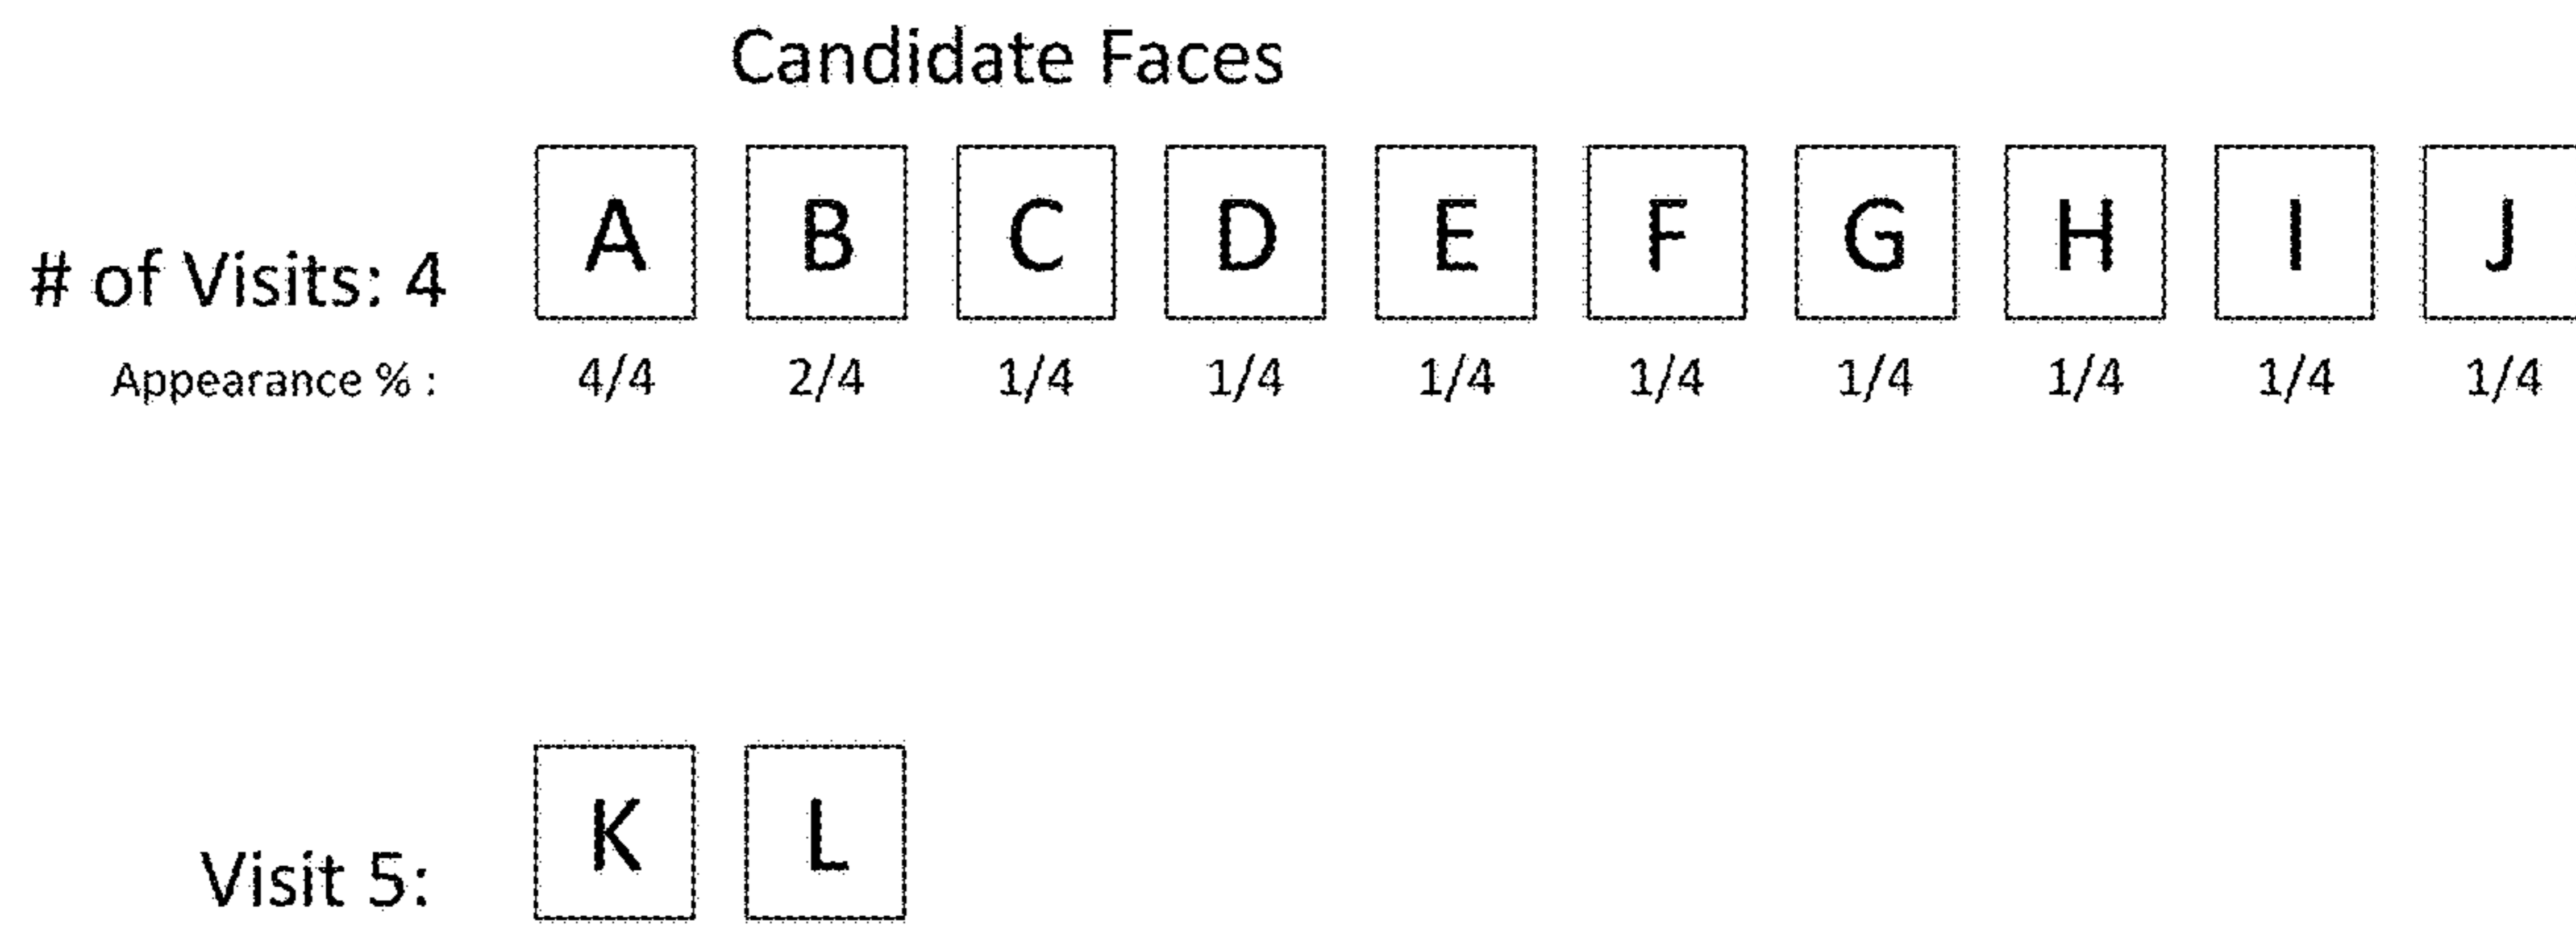 Candidate Faces
A B C D E F G H I J
# of Visits: 4
Appearance % : 4/4 2/4 1/4 1/4 1/4 1/4 1/4 1/4 1/4 1/4
K L
Visit 5: